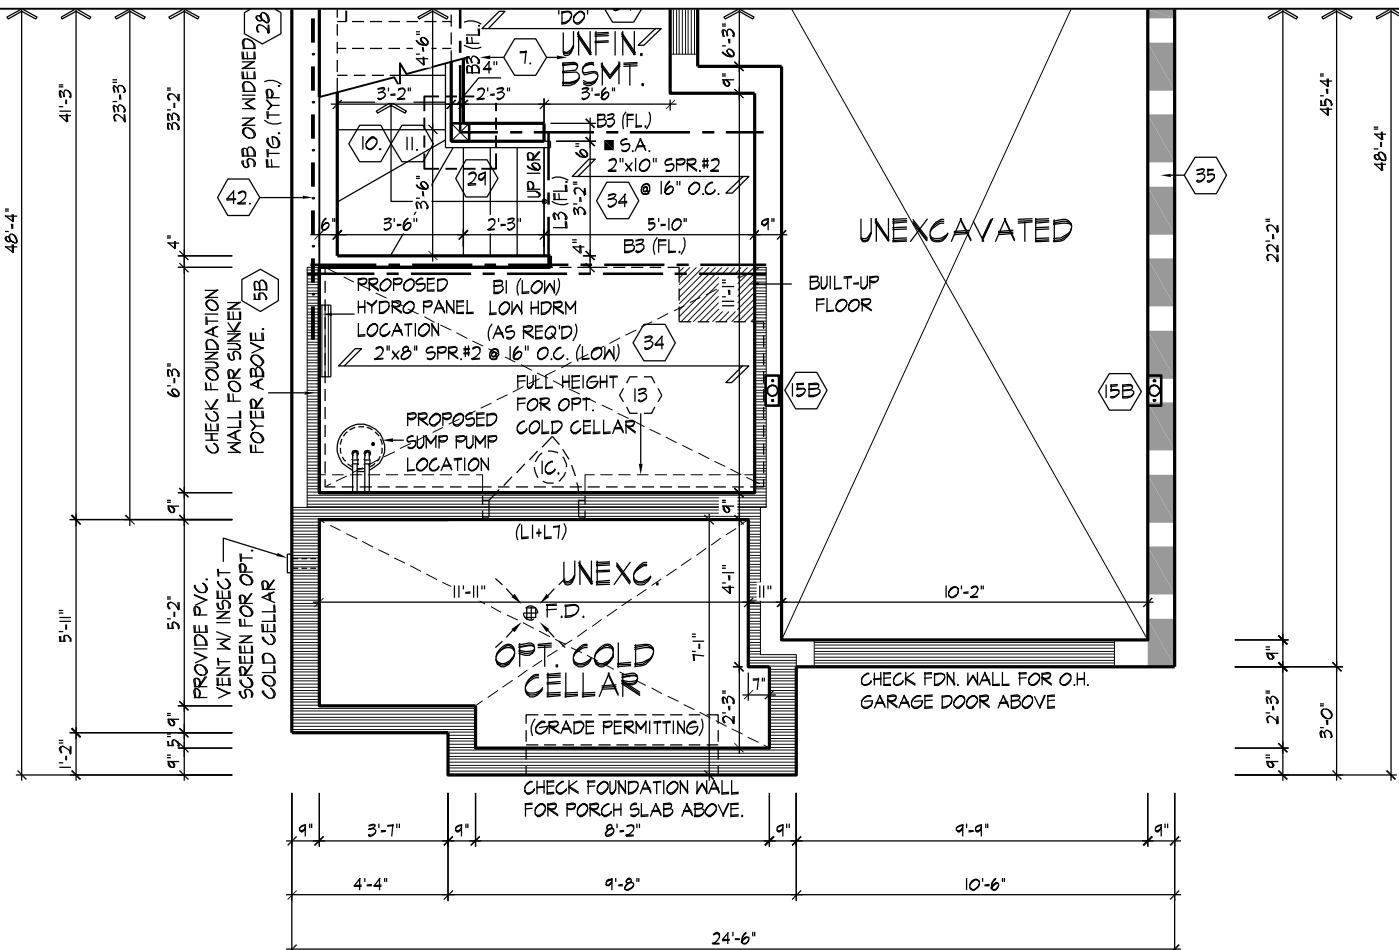 28
SB ON WIDENED
FTG. (TYP.)
42.
'DO'
UNFIN.
BSMT.
7.
B3 (FL.)
4'-6"
4"
3'-2"
2'-3"
3'-6"
6'-3"
9"
10.
11.
29
UP 16R
L3 (FL.)
B3 (FL.)
S.A.
2"x10" SPR.#2
@ 16" O.C.
34
6"
3'-2"
4"
3'-6"
6"
3'-6"
2'-3"
5'-10"
9"
B3 (FL.)
UNEXCAVATED
35
41'-3"
23'-3"
33'-2"
48'-4"
4"
6'-3"
9"
5'-11"
5'-2"
9"
5"
1'-2"
9"
45'-4"
48'-4"
22'-2"
9"
2'-3"
3'-0"
9"
5B
CHECK FOUNDATION
WALL FOR SUNKEN
FOYER ABOVE.
PROPOSED
HYDRO PANEL
LOCATION
B1 (LOW)
LOW HDRM
(AS REQ'D)
2"x8" SPR.#2 @ 16" O.C. (LOW)
34
11'-1"
BUILT-UP
FLOOR
FULL HEIGHT
FOR OPT.
COLD CELLAR
13
PROPOSED
SUMP PUMP
LOCATION
1C.
15B
15B
9"
(L1+L7)
UNEXC.
11'-11"
F.D.
4'-1"
11"
10'-2"
7'-1"
OPT. COLD
CELLAR
(GRADE PERMITTING)
7"
2'-3"
PROVIDE PVC.
VENT W/ INSECT
SCREEN FOR OPT.
COLD CELLAR
CHECK FDN. WALL FOR O.H.
GARAGE DOOR ABOVE
CHECK FOUNDATION WALL
FOR PORCH SLAB ABOVE.
9"
3'-7"
9"
8'-2"
9"
9'-9"
9"
4'-4"
9'-8"
10'-6"
24'-6"